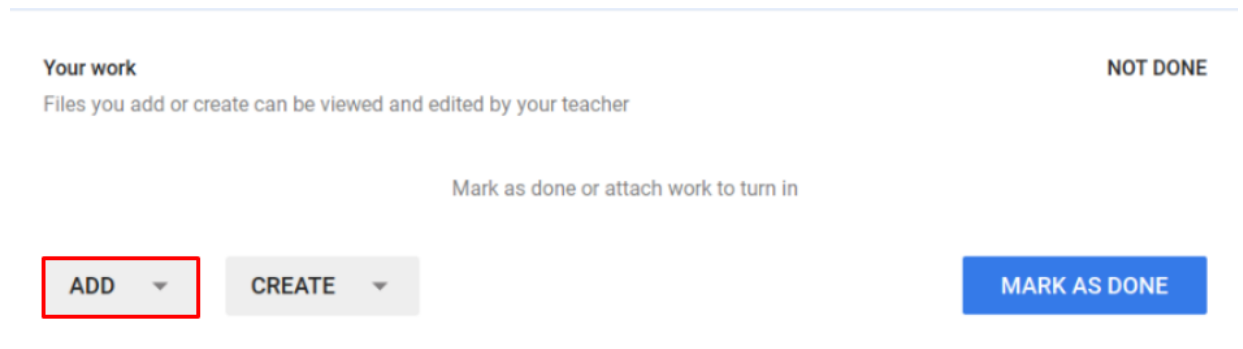 Your work
NOT DONE
Files you add or create can be viewed and edited by your teacher
Mark as done or attach work to turn in
ADD
CREATE
MARK AS DONE